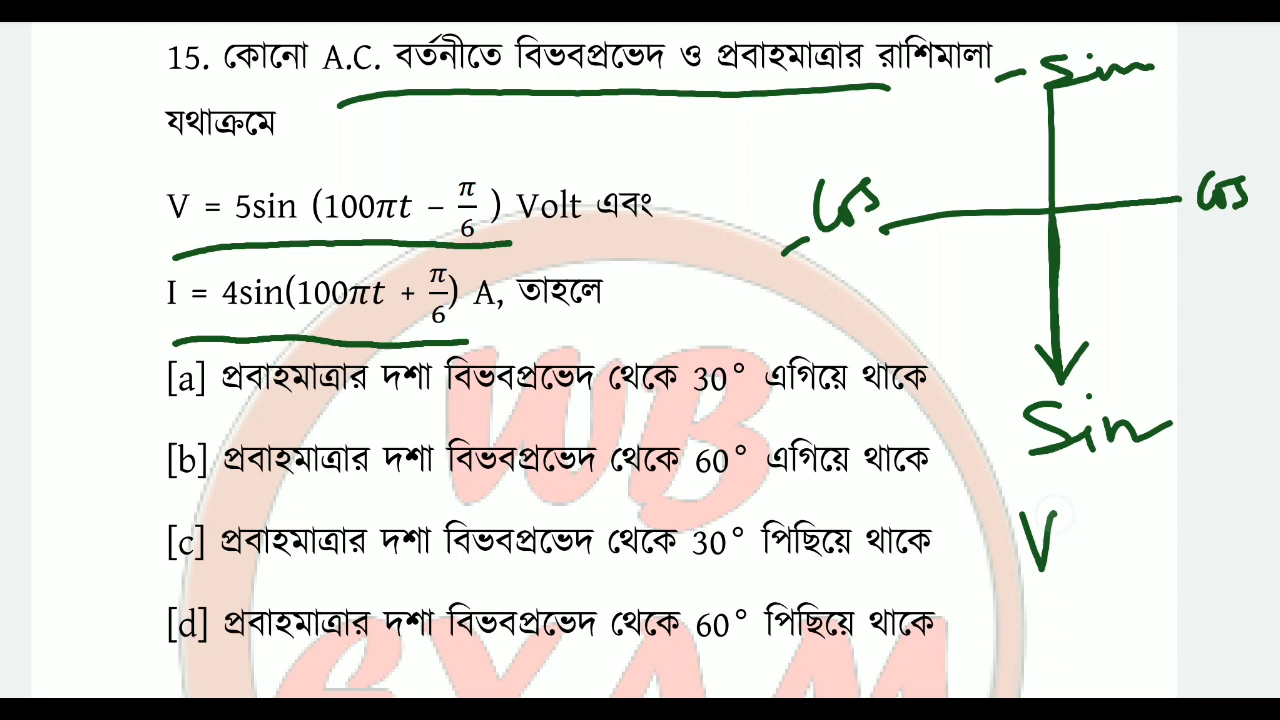 15. কোনো A.C. বর্তনীতে বিভবপ্রভেদ ও প্রবাহমাত্রার রাশিমালা
যথাক্রমে
V = 5sin (100πt – π/6 ) Volt এবং
I = 4sin(100πt + π/6) A, তাহলে
[a] প্রবাহমাত্রার দশা বিভবপ্রভেদ থেকে 30° এগিয়ে থাকে
[b] প্রবাহমাত্রার দশা বিভবপ্রভেদ থেকে 60° এগিয়ে থাকে
[c] প্রবাহমাত্রার দশা বিভবপ্রভেদ থেকে 30° পিছিয়ে থাকে
[d] প্রবাহমাত্রার দশা বিভবপ্রভেদ থেকে 60° পিছিয়ে থাকে
- Sin
- Cos
Cos
Sin
V
WB
EXAM